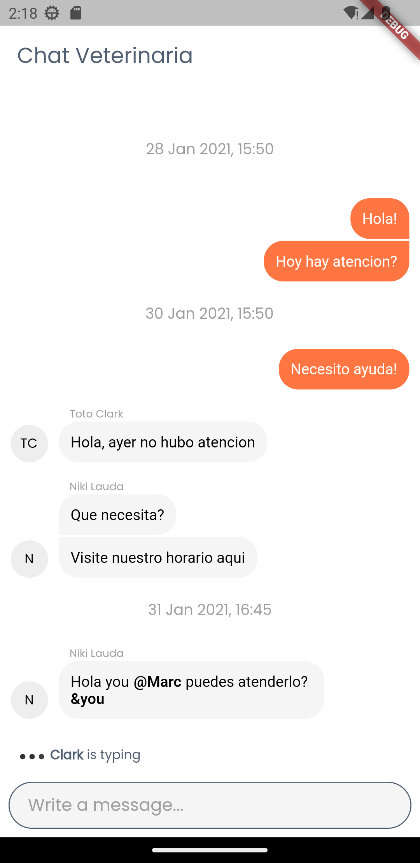 2:18
DEBUG
Chat Veterinaria
28 Jan 2021, 15:50
Hola!
Hoy hay atencion?
30 Jan 2021, 15:50
Necesito ayuda!
Toto Clark
TC
Hola, ayer no hubo atencion
Niki Lauda
Que necesita?
N
Visite nuestro horario aqui
31 Jan 2021, 16:45
Niki Lauda
Hola you @Marc puedes atenderlo?
N
&you
Clark is typing
Write a message...